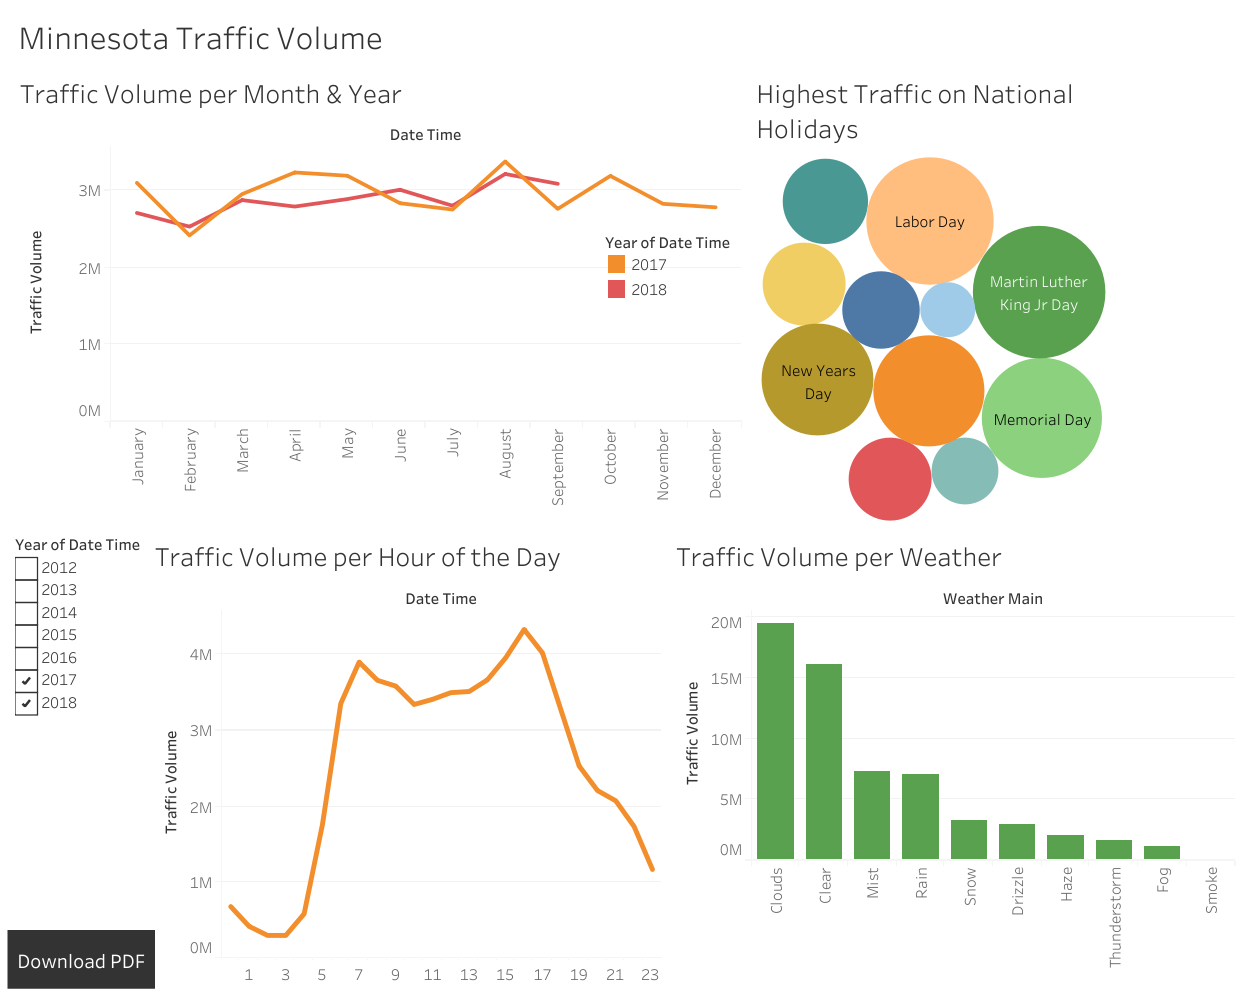 Minnesota Traffic Volume
Traffic Volume per Month & Year
Date Time
Traffic Volume
3M
2M
1M
0M
January
February
March
April
May
June
July
August
September
October
November
December
Year of Date Time
2017
2018
Highest Traffic on National
Holidays
Labor Day
Martin Luther
King Jr Day
New Years
Day
Memorial Day
Year of Date Time
2012
2013
2014
2015
2016
2017
2018
Traffic Volume per Hour of the Day
Date Time
Traffic Volume
4M
3M
2M
1M
0M
1 3 5 7 9 11 13 15 17 19 21 23
Traffic Volume per Weather
Weather Main
Traffic Volume
20M
15M
10M
5M
0M
Clouds
Clear
Mist
Rain
Snow
Drizzle
Haze
Thunderstorm
Fog
Smoke
Download PDF